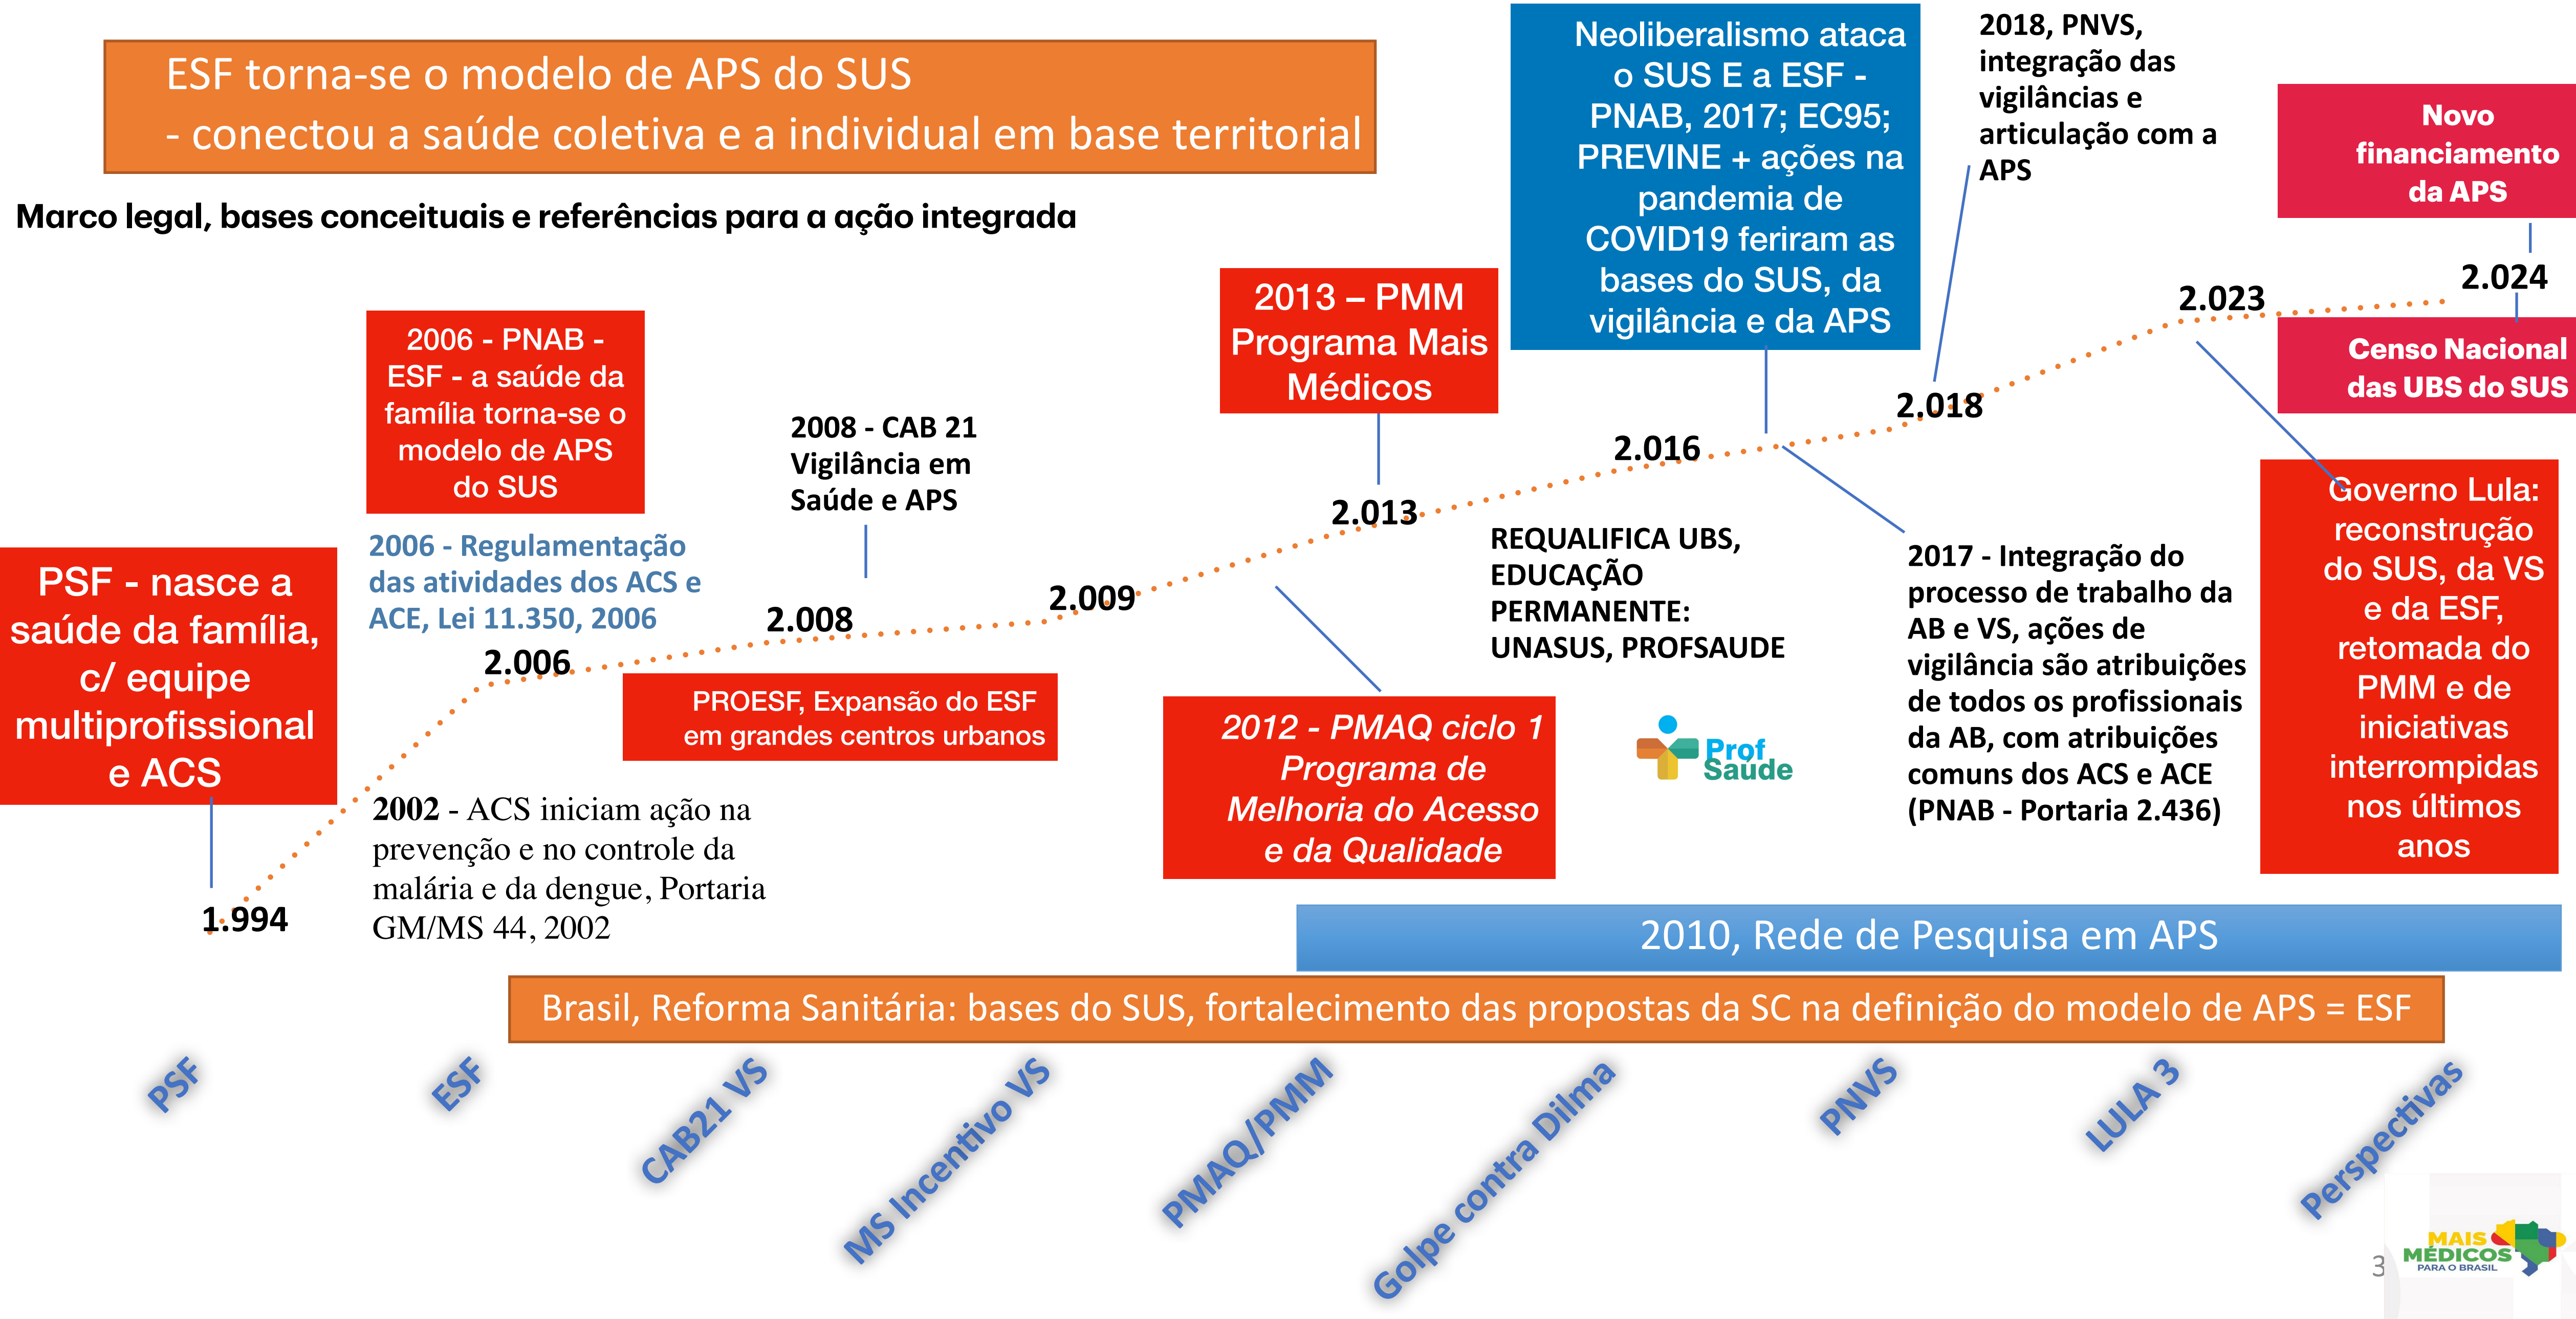 ESF torna-se o modelo de APS do SUS
- conectou a saúde coletiva e a individual em base territorial
Marco legal, bases conceituais e referências para a ação integrada
PSF - nasce a
saúde da família,
c/ equipe
multiprofissional
e ACS
1.994
2006 - PNAB -
ESF - a saúde da
família torna-se o
modelo de APS
do SUS
2006 - Regulamentação
das atividades dos ACS e
ACE, Lei 11.350, 2006
2.006
2002 - ACS iniciam ação na
prevenção e no controle da
malária e da dengue, Portaria
GM/MS 44, 2002
2008 - CAB 21
Vigilância em
Saúde e APS
2.008
PROESF, Expansão do ESF
em grandes centros urbanos
2.009
2013 – PMM
Programa Mais
Médicos
2.013
2012 - PMAQ ciclo 1
Programa de
Melhoria do Acesso
e da Qualidade
Neoliberalismo ataca
o SUS E a ESF -
PNAB, 2017; EC95;
PREVINE + ações na
pandemia de
COVID19 feriram as
bases do SUS, da
vigilância e da APS
2.016
REQUALIFICA UBS,
EDUCAÇÃO
PERMANENTE:
UNASUS, PROFSAUDE
Prof
Saúde
2018, PNVS,
integração das
vigilâncias e
articulação com a
APS
2.018
2017 - Integração do
processo de trabalho da
AB e VS, ações de
vigilância são atribuições
de todos os profissionais
da AB, com atribuições
comuns dos ACS e ACE
(PNAB - Portaria 2.436)
2.023
Novo
financiamento
da APS
2.024
Censo Nacional
das UBS do SUS
Governo Lula:
reconstrução
do SUS, da VS
e da ESF,
retomada do
PMM e de
iniciativas
interrompidas
nos últimos
anos
2010, Rede de Pesquisa em APS
Brasil, Reforma Sanitária: bases do SUS, fortalecimento das propostas da SC na definição do modelo de APS = ESF
PSF
ESF
CAB21 VS
MS Incentivo VS
PMAQ/PMM
Golpe contra Dilma
PNVS
LULA 3
Perspectivas
3
MAIS
MÉDICOS
PARA O BRASIL